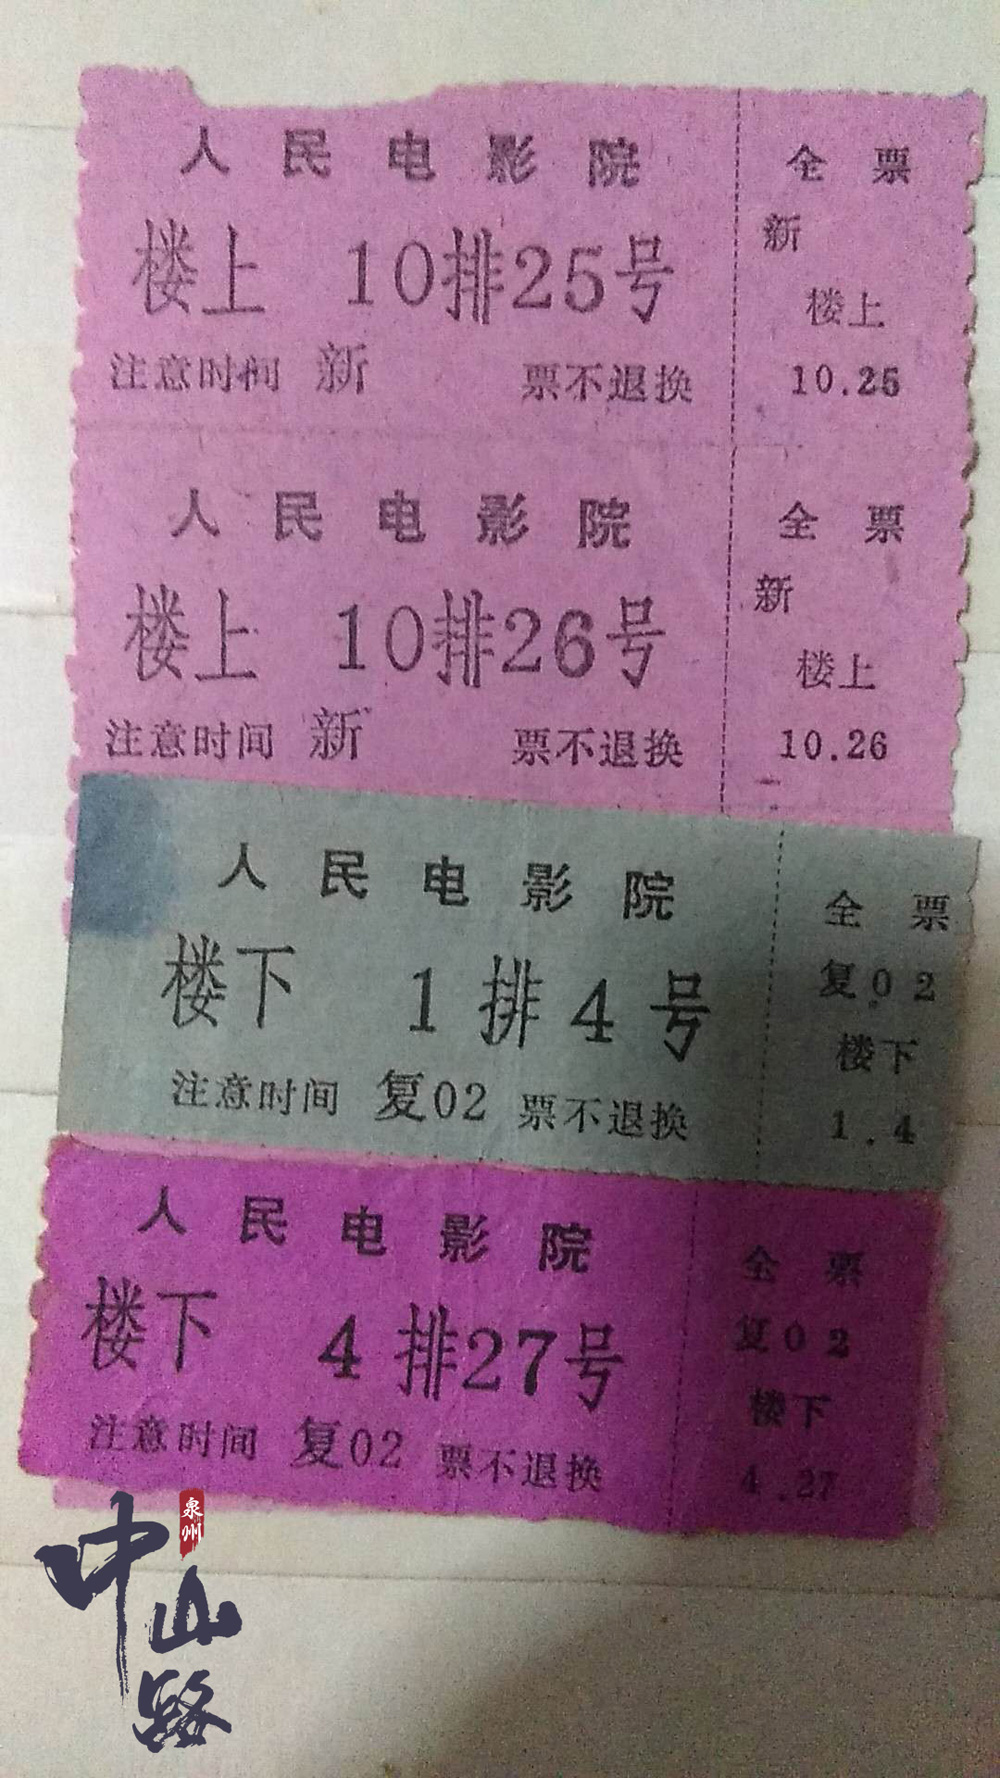 人民电影院
楼上 10排25号
注意时间 新 票不退换
全票
新
楼上
10.25
人民电影院
楼上 10排26号
注意时间 新 票不退换
全票
新
楼上
10.26
人民电影院
楼下 1排4号
注意时间 复02 票不退换
全票
复02
楼下
1.4
人民电影院
楼下 4排27号
注意时间 复02 票不退换
全票
复02
楼下
4.27
泉州
中山路